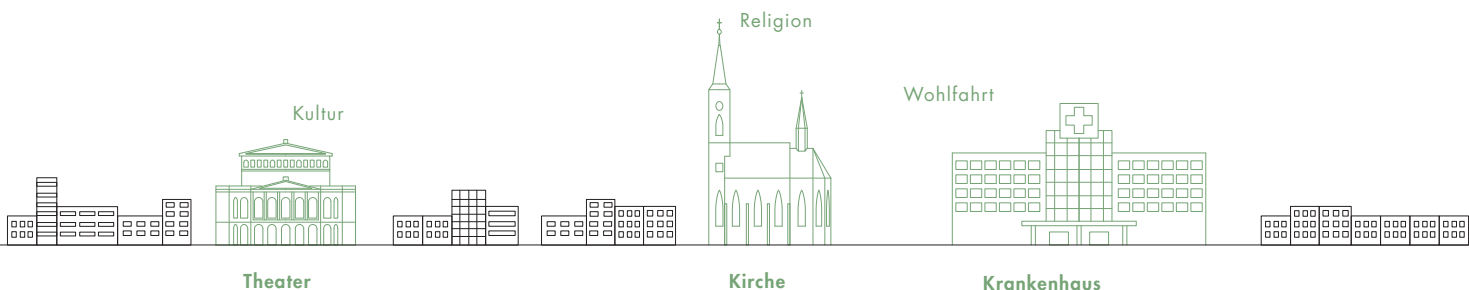 Religion
Wohlfahrt
Kultur
Theater
Kirche
Krankenhaus